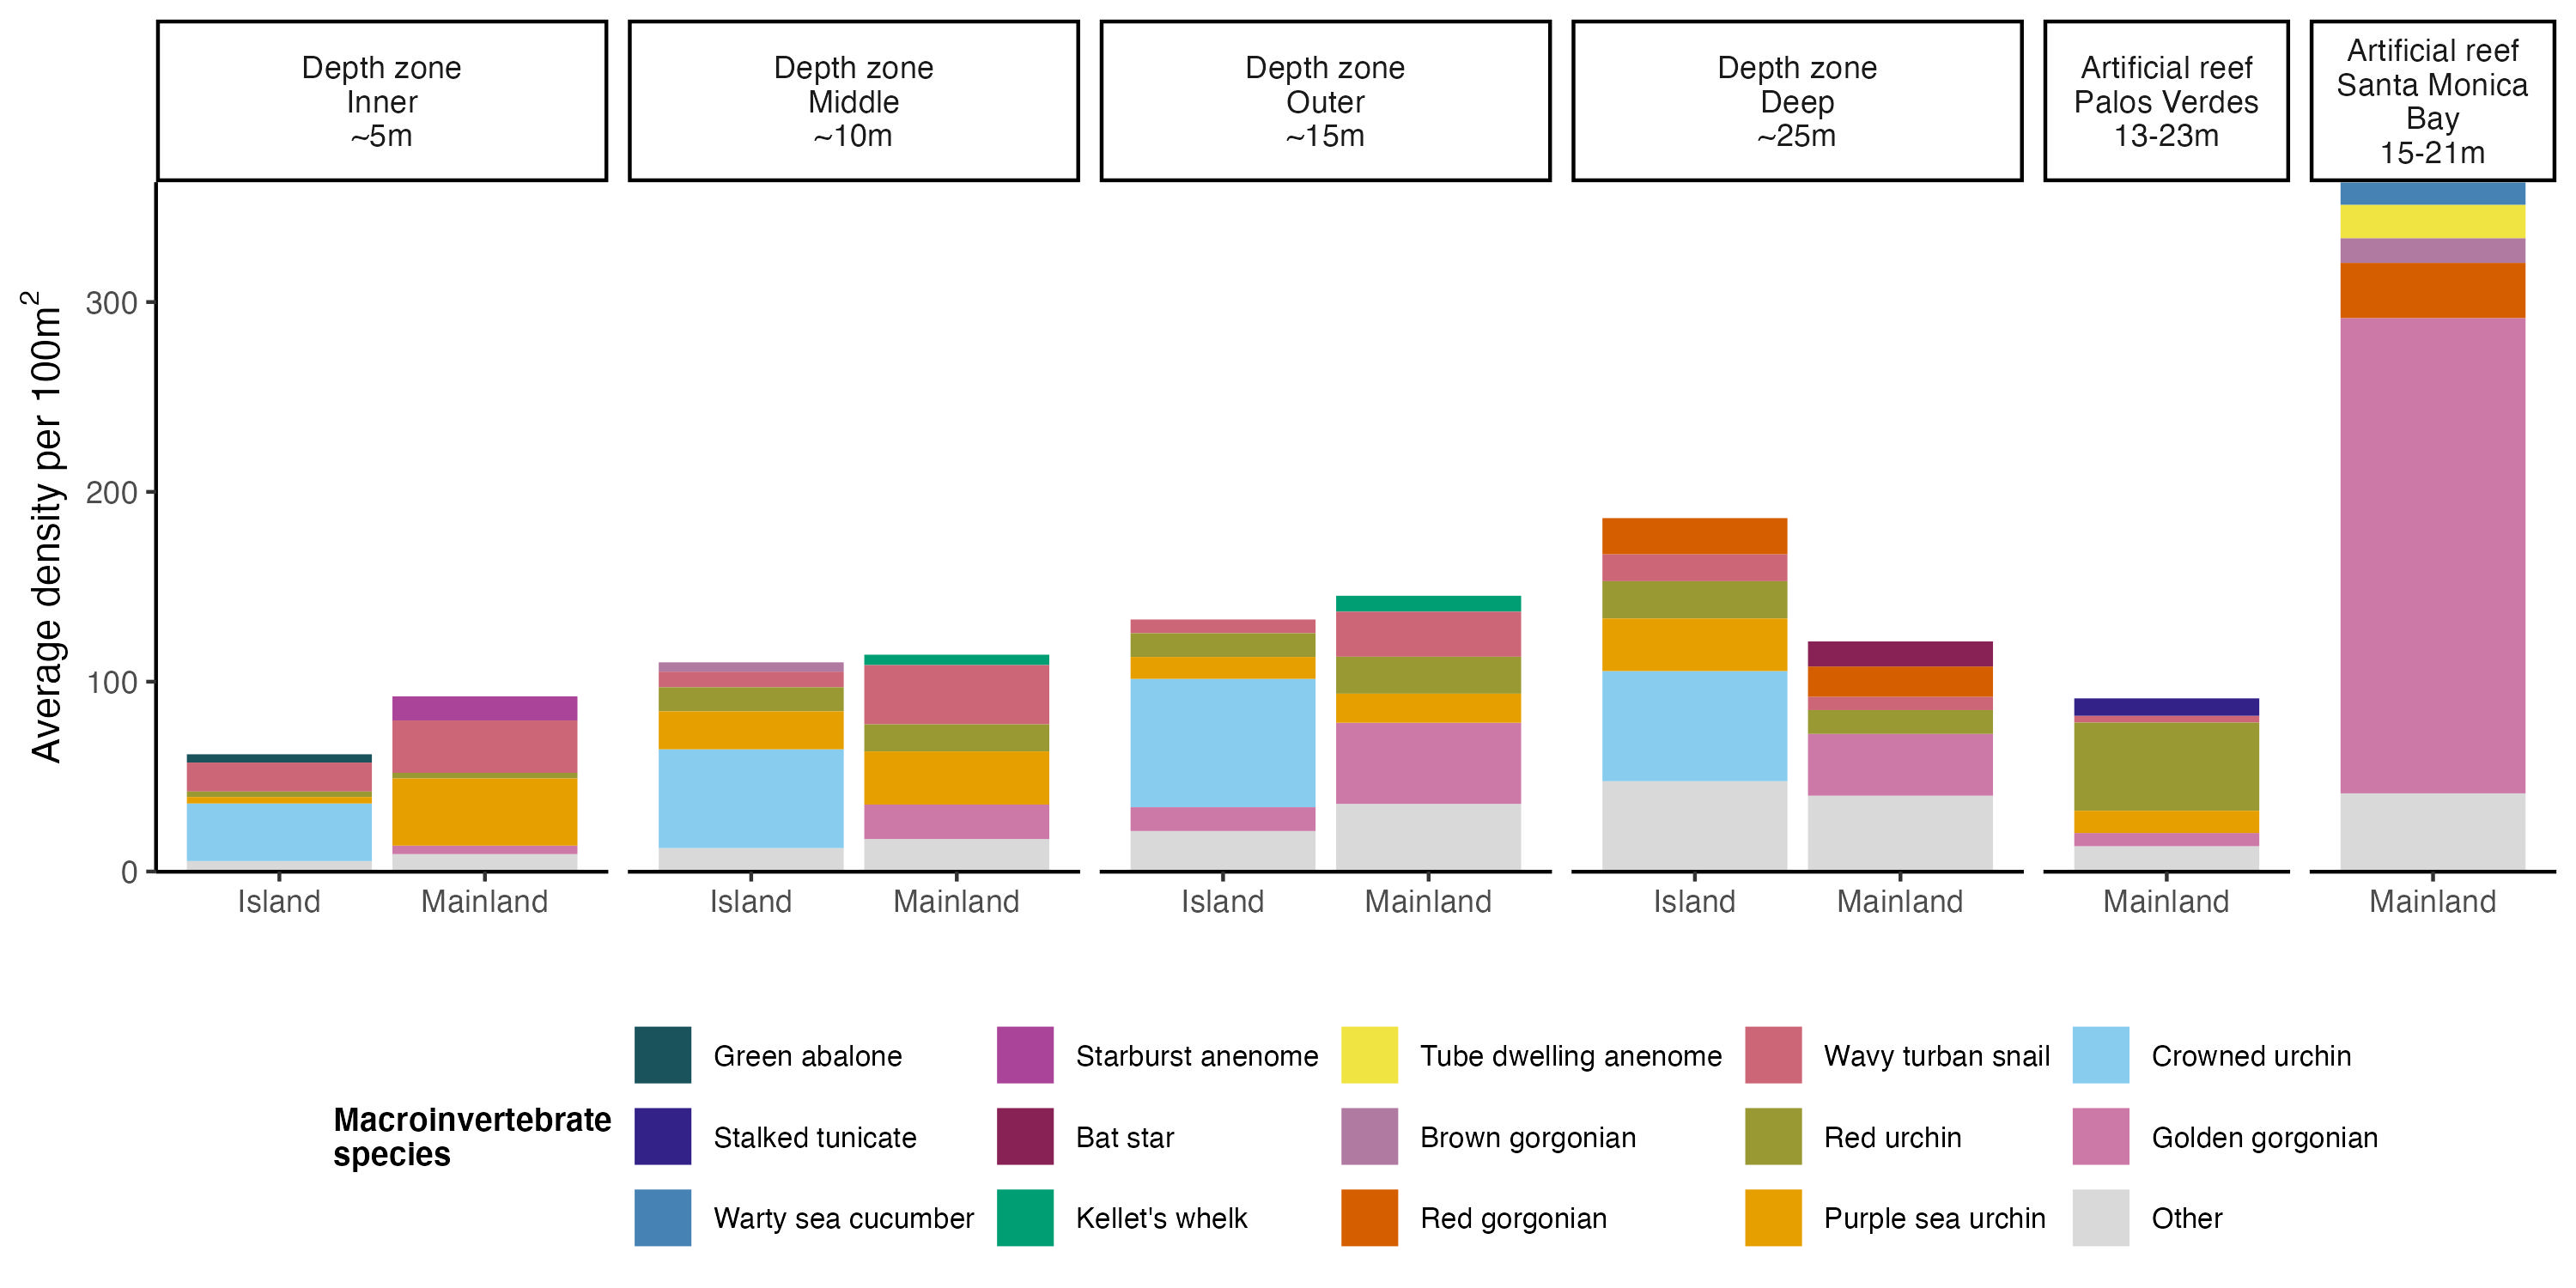 Depth zone
Inner
~5m
Depth zone
Middle
~10m
Depth zone
Outer
~15m
Depth zone
Deep
~25m
Artificial reef
Palos Verdes
13-23m
Artificial reef
Santa Monica
Bay
15-21m
Average density per 100m²
300
200
100
0
Island Mainland Island Mainland Island Mainland Island Mainland Mainland Mainland
Macroinvertebrate
species
Green abalone
Stalked tunicate
Warty sea cucumber
Starburst anenome
Bat star
Kellet's whelk
Tube dwelling anenome
Brown gorgonian
Red gorgonian
Wavy turban snail
Red urchin
Purple sea urchin
Crowned urchin
Golden gorgonian
Other